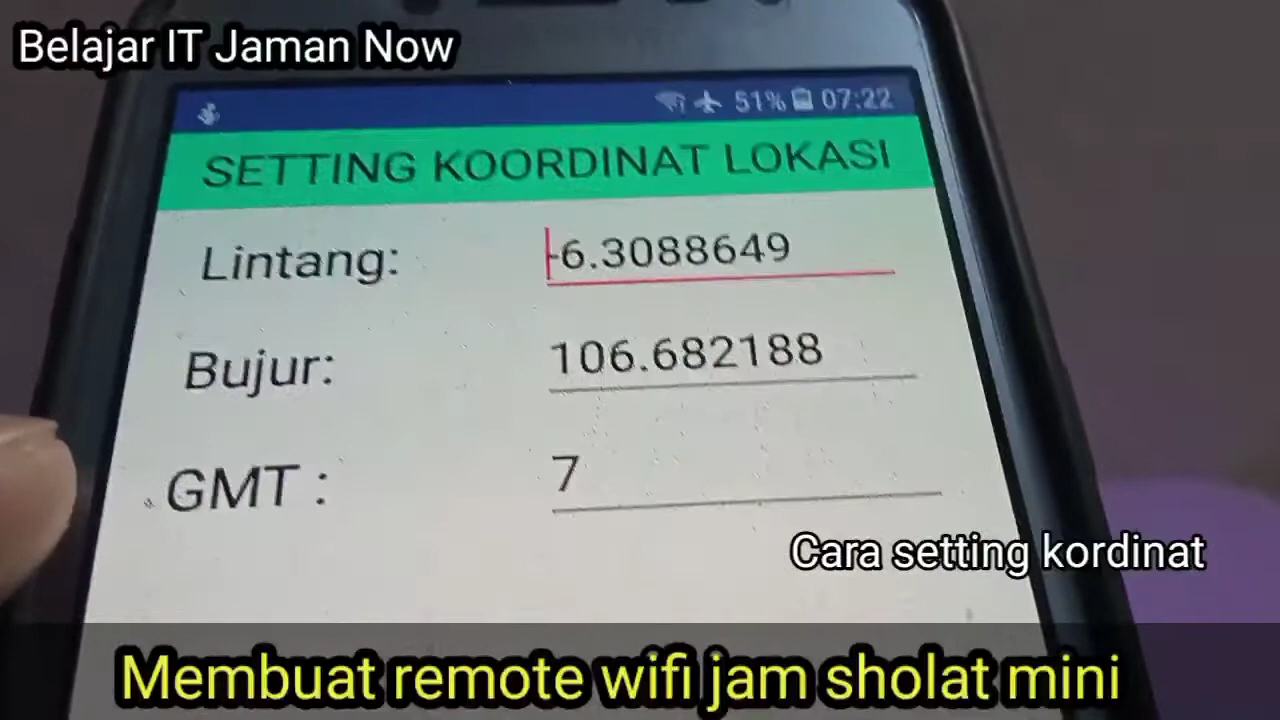 Belajar IT Jaman Now
51% 07:22
SETTING KOORDINAT LOKASI
Lintang: -6.3088649
Bujur: 106.682188
GMT : 7
Cara setting kordinat
Membuat remote wifi jam sholat mini